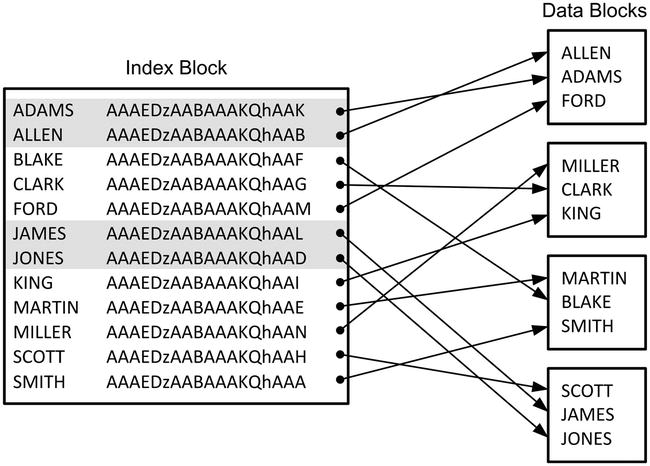 Data Blocks
Index Block
ADAMS AAAEDzAABAAAKQhAAK
ALLEN AAAEDzAABAAAKQhAAB
BLAKE AAAEDzAABAAAKQhAAF
CLARK AAAEDzAABAAAKQhAAG
FORD AAAEDzAABAAAKQhAAM
JAMES AAAEDzAABAAAKQhAAL
JONES AAAEDzAABAAAKQhAAD
KING AAAEDzAABAAAKQhAAI
MARTIN AAAEDzAABAAAKQhAAE
MILLER AAAEDzAABAAAKQhAAN
SCOTT AAAEDzAABAAAKQhAAH
SMITH AAAEDzAABAAAKQhAAA
ALLEN
ADAMS
FORD
MILLER
CLARK
KING
MARTIN
BLAKE
SMITH
SCOTT
JAMES
JONES